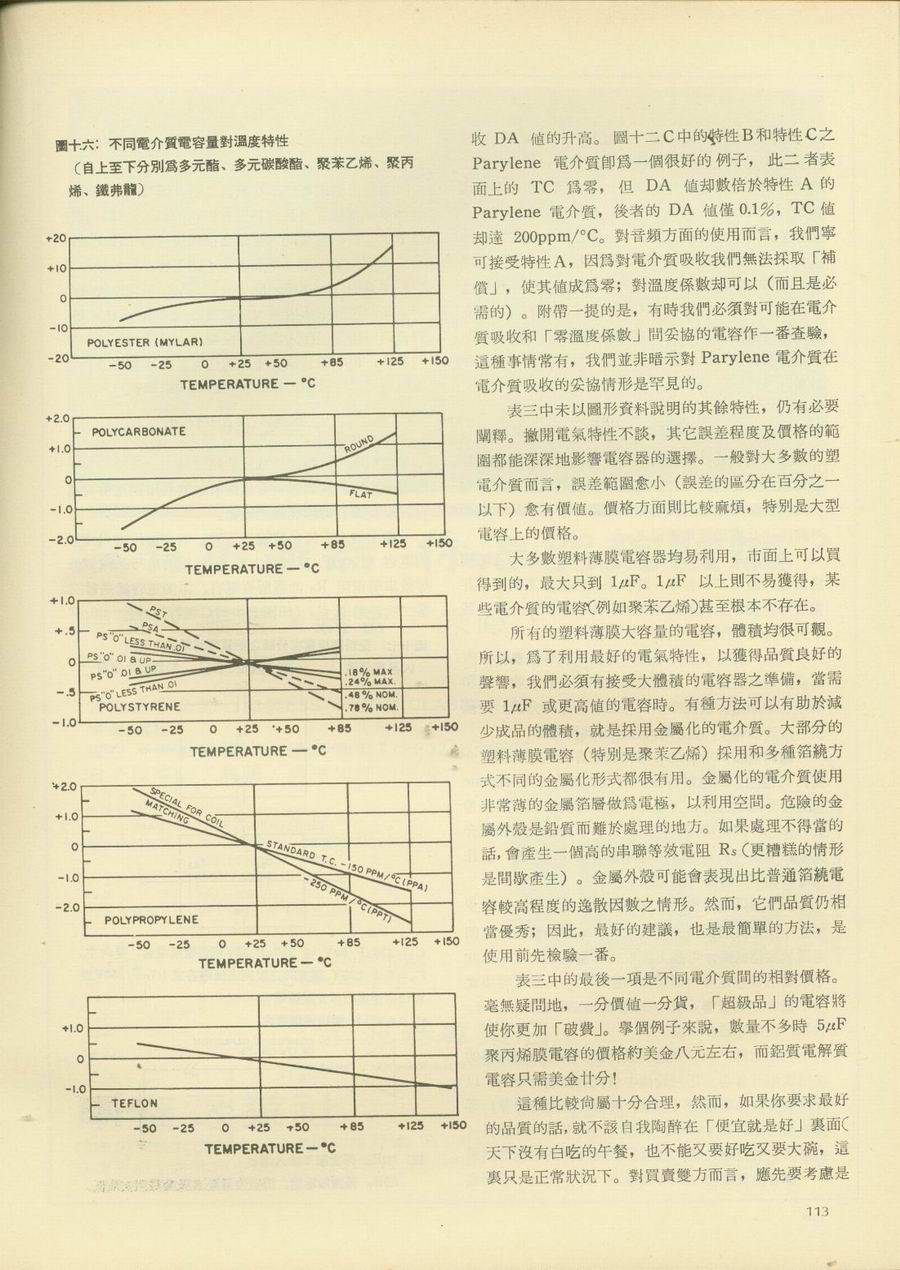 圖十六：不同電介質電容量對溫度特性
（自上至下分別爲多元酯、多元碳酸酯、聚苯乙烯、聚丙
烯、鐵弗龍）
+20
+10
0
-10
-20
POLYESTER (MYLAR)
-50 -25 0 +25 +50 +85 +125 +150
TEMPERATURE — °C
+2.0
+1.0
0
-1.0
-2.0
POLYCARBONATE
ROUND
FLAT
-50 -25 0 +25 +50 +85 +125 +150
TEMPERATURE — °C
+1.0
+.5
0
-.5
-1.0
PST
PSA
PS"O" LESS THAN .01
PS"O" .01 & UP
PS"O" .01 & UP
PS"O" LESS THAN .01
POLYSTYRENE
.18% MAX
.24% MAX.
.48% NOM.
.78% NOM.
-50 -25 0 +25 +50 +85 +125 +150
TEMPERATURE — °C
+2.0
+1.0
0
-1.0
-2.0
SPECIAL FOR COIL
MATCHING
STANDARD T.C. -150 PPM/°C (PPA)
-250 PPM/°C (PPT)
POLYPROPYLENE
-50 -25 0 +25 +50 +85 +125 +150
TEMPERATURE — °C
+1.0
0
-1.0
TEFLON
-50 -25 0 +25 +50 +85 +125 +150
TEMPERATURE — °C
收 DA 値的升高。圖十二C中的特性B和特性C之
Parylene 電介質卽爲一個很好的例子，此二者表
面上的 TC 爲零，但 DA 値却數倍於特性 A 的
Parylene 電介質，後者的 DA 値僅 0.1%，TC 値
却達 200ppm/°C。對音頻方面的使用而言，我們寧
可接受特性A，因爲對電介質吸收我們無法採取「補
償」，使其値成爲零；對溫度係數却可以（而且是必
需的）。附帶一提的是，有時我們必須對可能在電介
質吸收和「零溫度係數」間妥協的電容作一番查驗，
這種事情常有，我們並非暗示對 Parylene 電介質在
電介質吸收的妥協情形是罕見的。
表三中未以圖形資料說明的其餘特性，仍有必要
闡釋。撇開電氣特性不談，其它誤差程度及價格的範
圍都能深深地影響電容器的選擇。一般對大多數的塑
電介質而言，誤差範圍愈小（誤差的區分在百分之一
以下）愈有價値。價格方面則比較麻煩，特別是大型
電容上的價格。
大多數塑料薄膜電容器均易利用，市面上可以買
得到的，最大只到 1μF。1μF 以上則不易獲得，某
些電介質的電容（例如聚苯乙烯）甚至根本不存在。
所有的塑料薄膜大容量的電容，體積均很可觀。
所以，爲了利用最好的電氣特性，以獲得品質良好的
聲響，我們必須有接受大體積的電容器之準備，當需
要 1μF 或更高値的電容時。有種方法可以有助於減
少成品的體積，就是採用金屬化的電介質。大部分的
塑料薄膜電容（特別是聚苯乙烯）採用和多種箔繞方
式不同的金屬化形式都很有用。金屬化的電介質使用
非常薄的金屬箔層做爲電極，以利用空間。危險的金
屬外殼是鉛質而難於處理的地方。如果處理不得當的
話，會產生一個高的串聯等效電阻 Rs（更糟糕的情形
是間歇產生）。金屬外殼可能會表現出比普通箔繞電
容較高程度的逸散因數之情形。然而，它們品質仍相
當優秀；因此，最好的建議，也是最簡單的方法，是
使用前先檢驗一番。
表三中的最後一項是不同電介質間的相對價格。
毫無疑問地，一分價值一分貨，「超級品」的電容將
使你更加「破費」。舉個例子來說，數量不多時 5μF
聚丙烯膜電容的價格約美金八元左右，而鋁質電解質
電容只需美金廿分！
這種比較尙屬十分合理，然而，如果你要求最好
的品質的話，就不該自我陶醉在「便宜就是好」裏面（
天下沒有白吃的午餐，也不能又要好吃又要大碗，這
裏只是正常狀況下。對買賣雙方而言，應先要考慮是
113